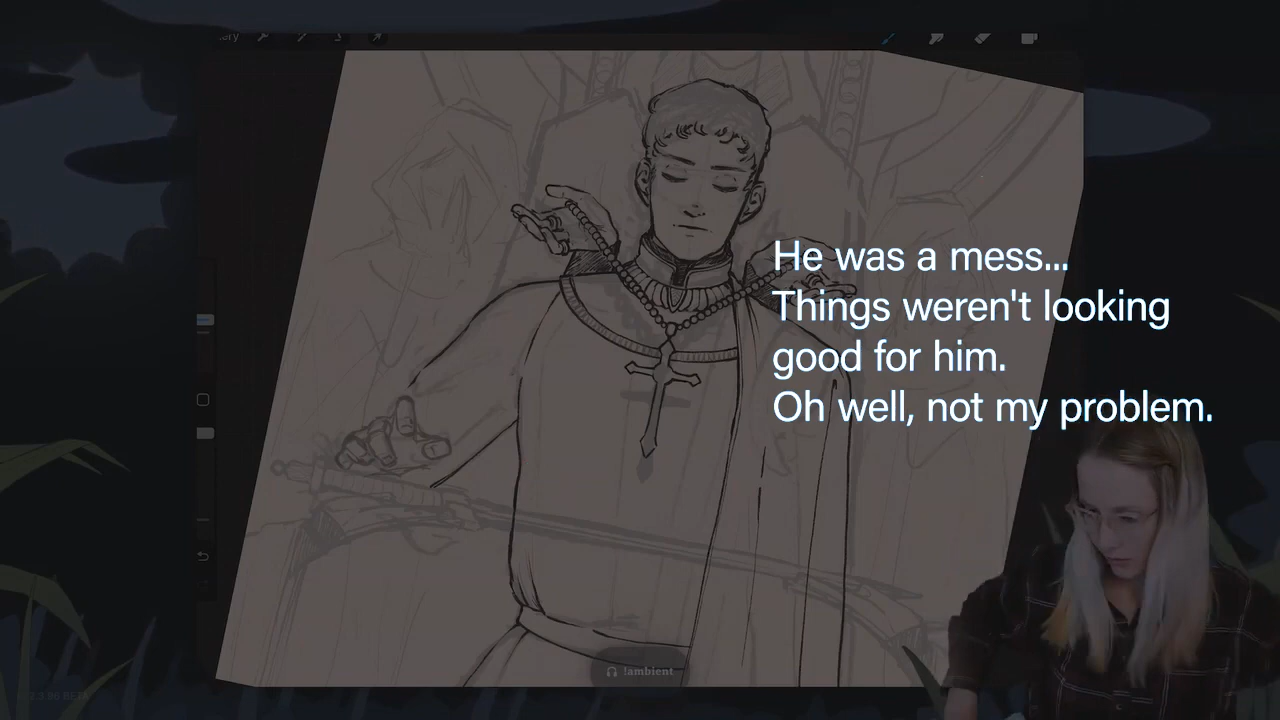 He was a mess...
Things weren't looking
good for him.
Oh well, not my problem.
!ambient